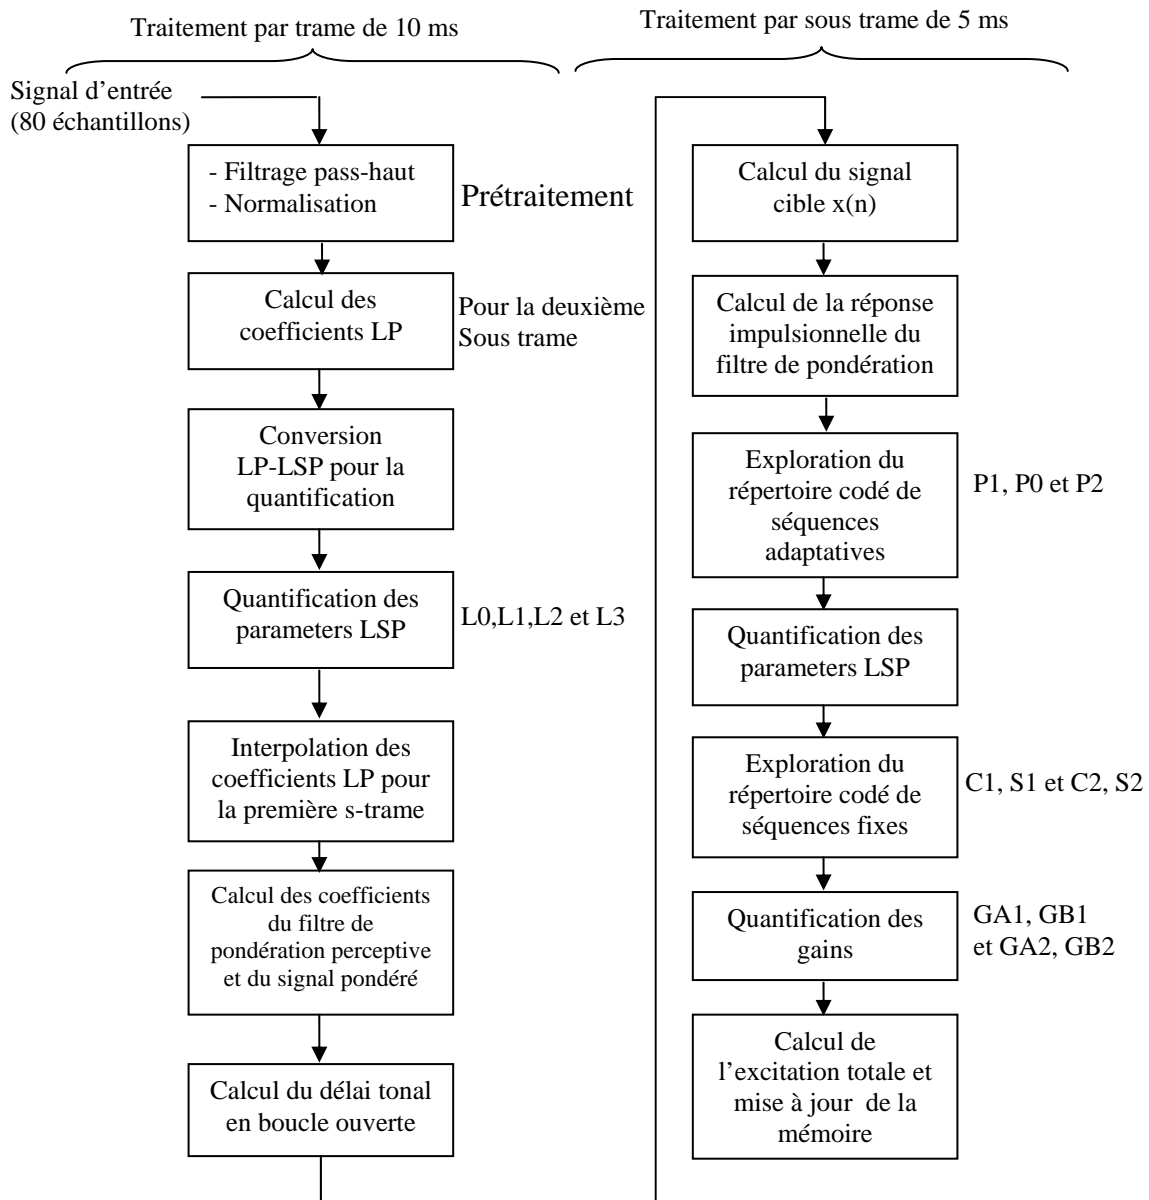 Traitement par trame de 10 ms
Traitement par sous trame de 5 ms
Signal d'entrée
(80 échantillons)
- Filtrage pass-haut
- Normalisation
Prétraitement
Calcul des
coefficients LP
Pour la deuxième
Sous trame
Conversion
LP-LSP pour la
quantification
Quantification des
parameters LSP
L0,L1,L2 et L3
Interpolation des
coefficients LP pour
la première s-trame
Calcul des coefficients
du filtre de
pondération perceptive
et du signal pondéré
Calcul du délai tonal
en boucle ouverte
Calcul du signal
cible x(n)
Calcul de la réponse
impulsionnelle du
filtre de pondération
Exploration du
répertoire codé de
séquences
adaptatives
P1, P0 et P2
Quantification des
parameters LSP
Exploration du
répertoire codé de
séquences fixes
C1, S1 et C2, S2
Quantification des
gains
GA1, GB1
et GA2, GB2
Calcul de
l'excitation totale et
mise à jour de la
mémoire